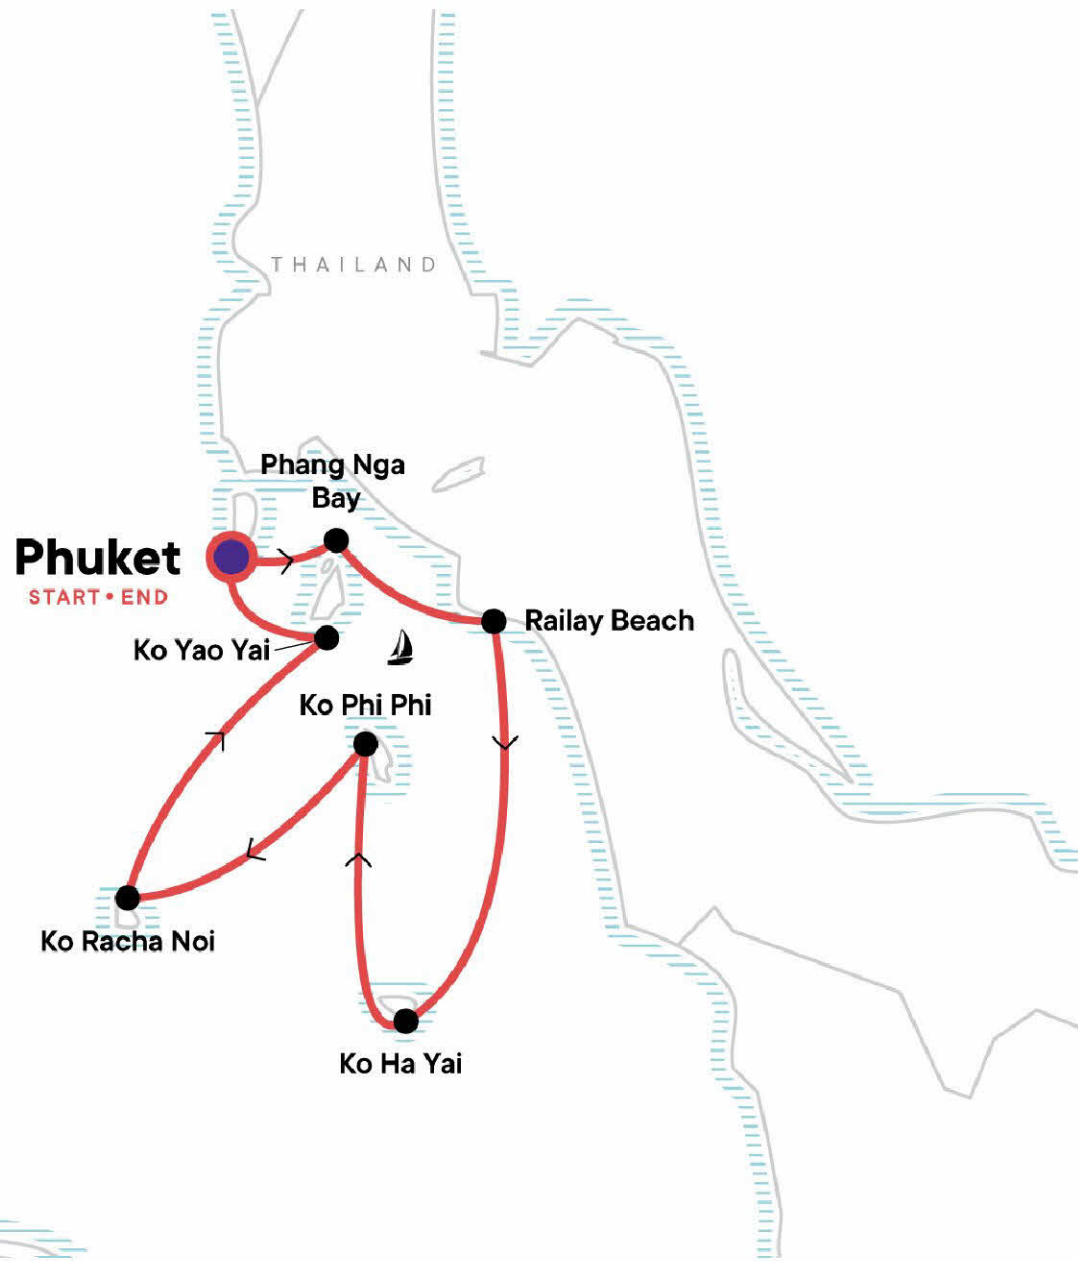 THAILAND
Phang Nga
Bay
Phuket
START • END
Railay Beach
Ko Yao Yai
Ko Phi Phi
Ko Racha Noi
Ko Ha Yai